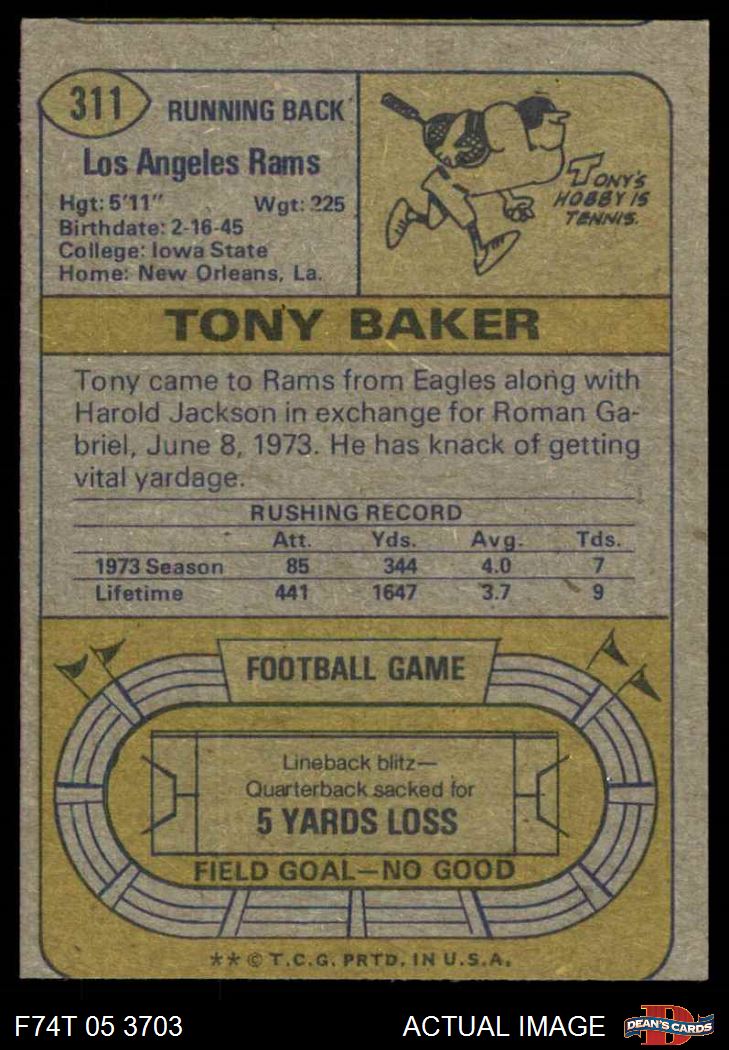 311
RUNNING BACK
Los Angeles Rams
Hgt: 5'11" Wgt: 225
Birthdate: 2-16-45
College: Iowa State
Home: New Orleans, La.
TONY'S
HOBBY IS
TENNIS.
TONY BAKER
Tony came to Rams from Eagles along with
Harold Jackson in exchange for Roman Ga-
briel, June 8, 1973. He has knack of getting
vital yardage.
RUSHING RECORD
Att. Yds. Avg. Tds.
1973 Season 85 344 4.0 7
Lifetime 441 1647 3.7 9
FOOTBALL GAME
Lineback blitz—
Quarterback sacked for
5 YARDS LOSS
FIELD GOAL—NO GOOD
** © T.C.G. PRTD. IN U.S.A.
F74T 05 3703
ACTUAL IMAGE
D
DEAN'S CARDS